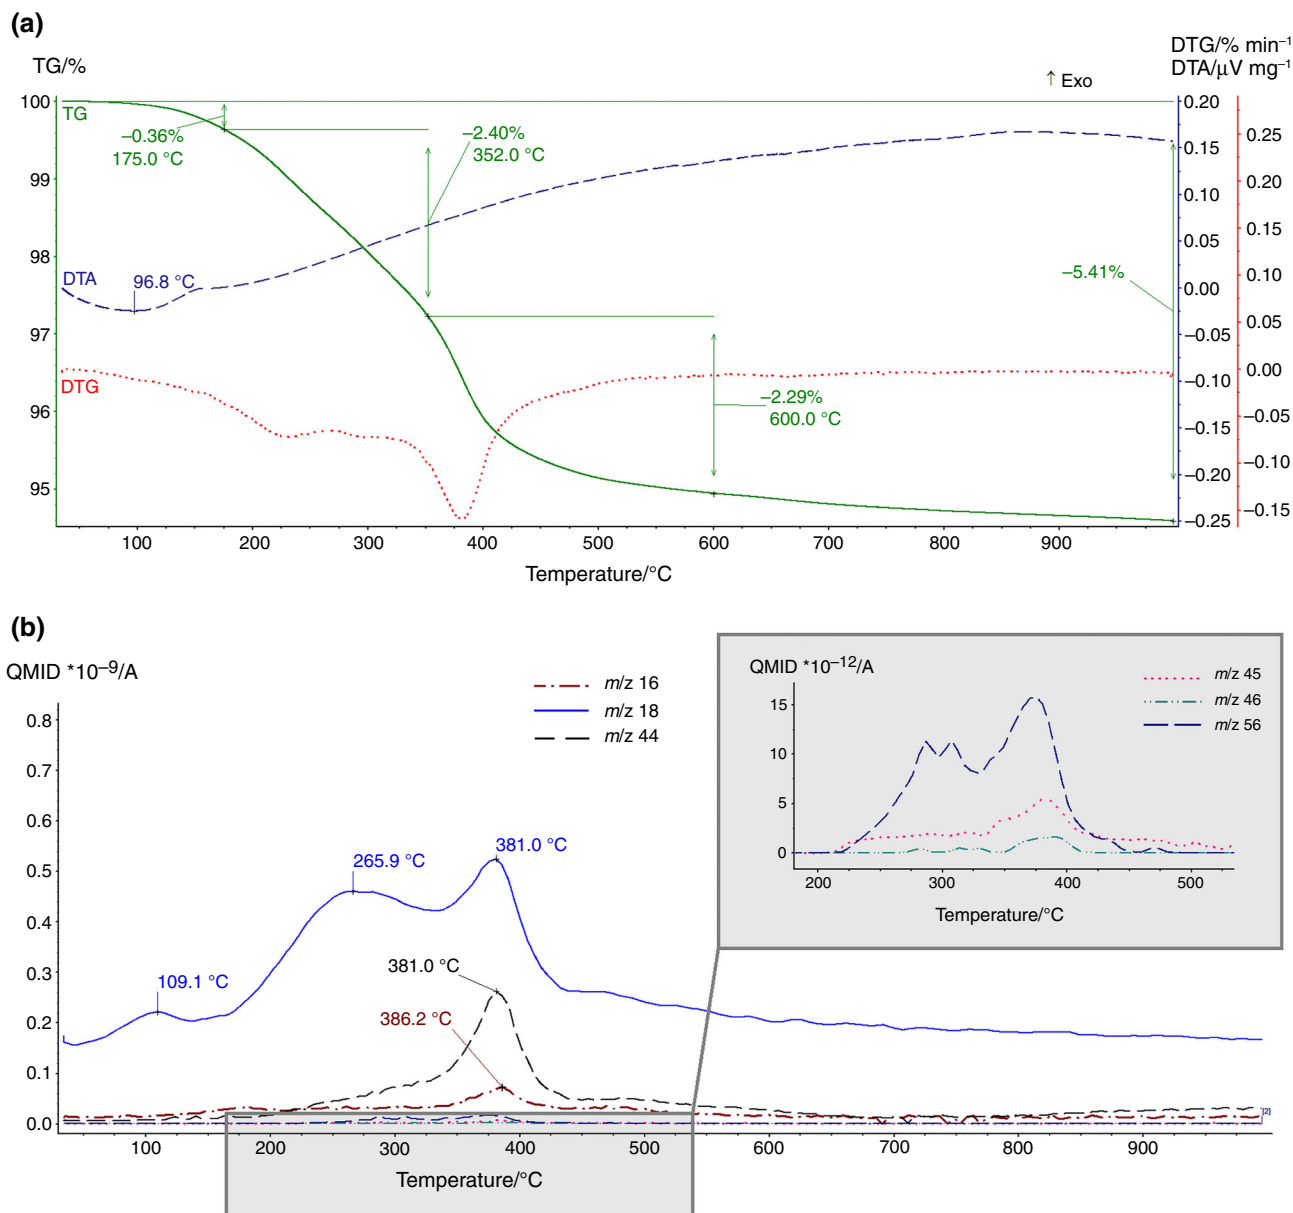 (a)
TG/%
DTG/% min–1
DTA/μV mg–1
↑ Exo
100
TG
–0.36%
175.0 °C
–2.40%
352.0 °C
99
98
DTA
96.8 °C
–5.41%
97
DTG
–2.29%
600.0 °C
96
95
0.20
0.15
0.10
0.05
0.00
–0.05
–0.10
–0.15
–0.20
–0.25
0.25
0.20
0.15
0.10
0.05
0.00
–0.05
–0.10
–0.15
100 200 300 400 500 600 700 800 900
Temperature/°C
(b)
QMID *10–9/A
m/z 16
m/z 18
m/z 44
0.8
0.7
0.6
0.5
0.4
0.3
0.2
0.1
0.0
109.1 °C
265.9 °C
381.0 °C
381.0 °C
386.2 °C
[2]
100 200 300 400 500 600 700 800 900
Temperature/°C
QMID *10–12/A
m/z 45
m/z 46
m/z 56
15
10
5
0
200 300 400 500
Temperature/°C